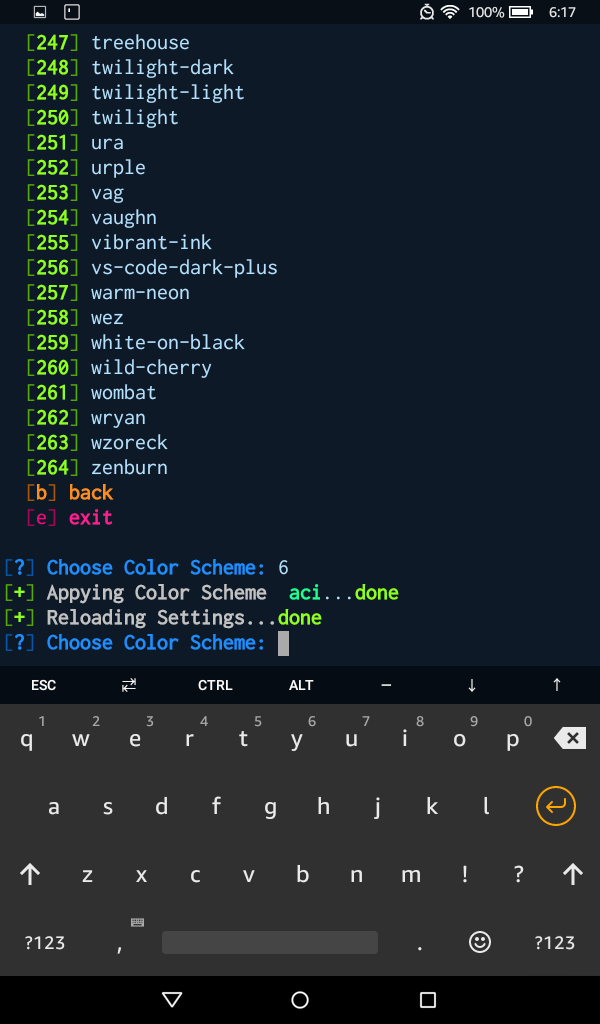 100% 6:17
[247] treehouse
[248] twilight-dark
[249] twilight-light
[250] twilight
[251] ura
[252] urple
[253] vag
[254] vaughn
[255] vibrant-ink
[256] vs-code-dark-plus
[257] warm-neon
[258] wez
[259] white-on-black
[260] wild-cherry
[261] wombat
[262] wryan
[263] wzoreck
[264] zenburn
[b] back
[e] exit
[?] Choose Color Scheme: 6
[+] Appying Color Scheme  aci...done
[+] Reloading Settings...done
[?] Choose Color Scheme:
ESC ⇄ CTRL ALT — ↓ ↑
1 2 3 4 5 6 7 8 9 0
q w e r t y u i o p
a s d f g h j k l
z x c v b n m ! ?
?123 , . ?123